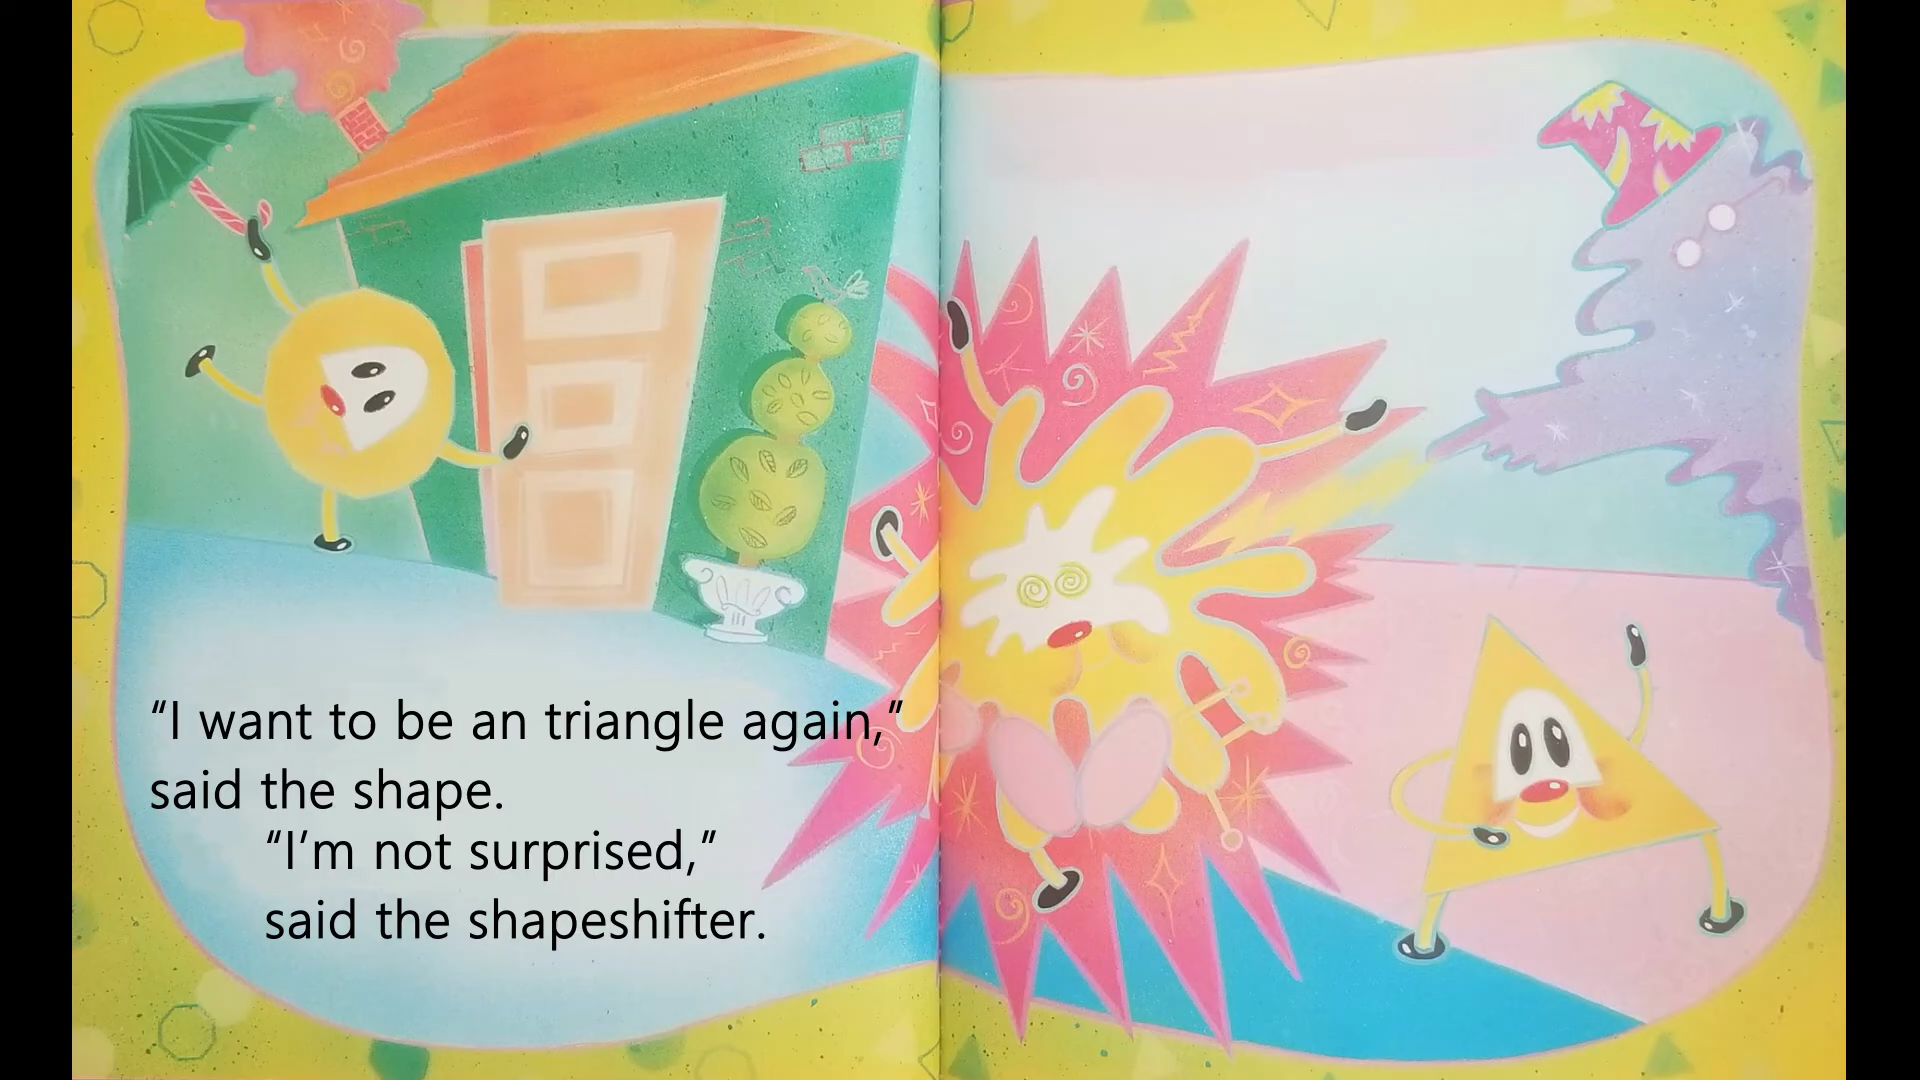 “I want to be an triangle again,”
said the shape.
“I’m not surprised,”
said the shapeshifter.